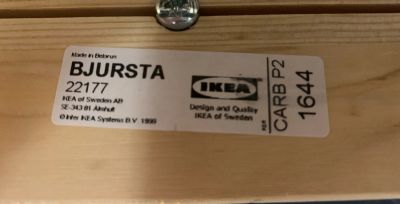 Made in Belarus
BJURSTA
22177
IKEA of Sweden AB
SE-343 81 Älmhult
© Inter IKEA Systems B.V. 1999
IKEA
Design and Quality
IKEA of Sweden
CARB P2
1644